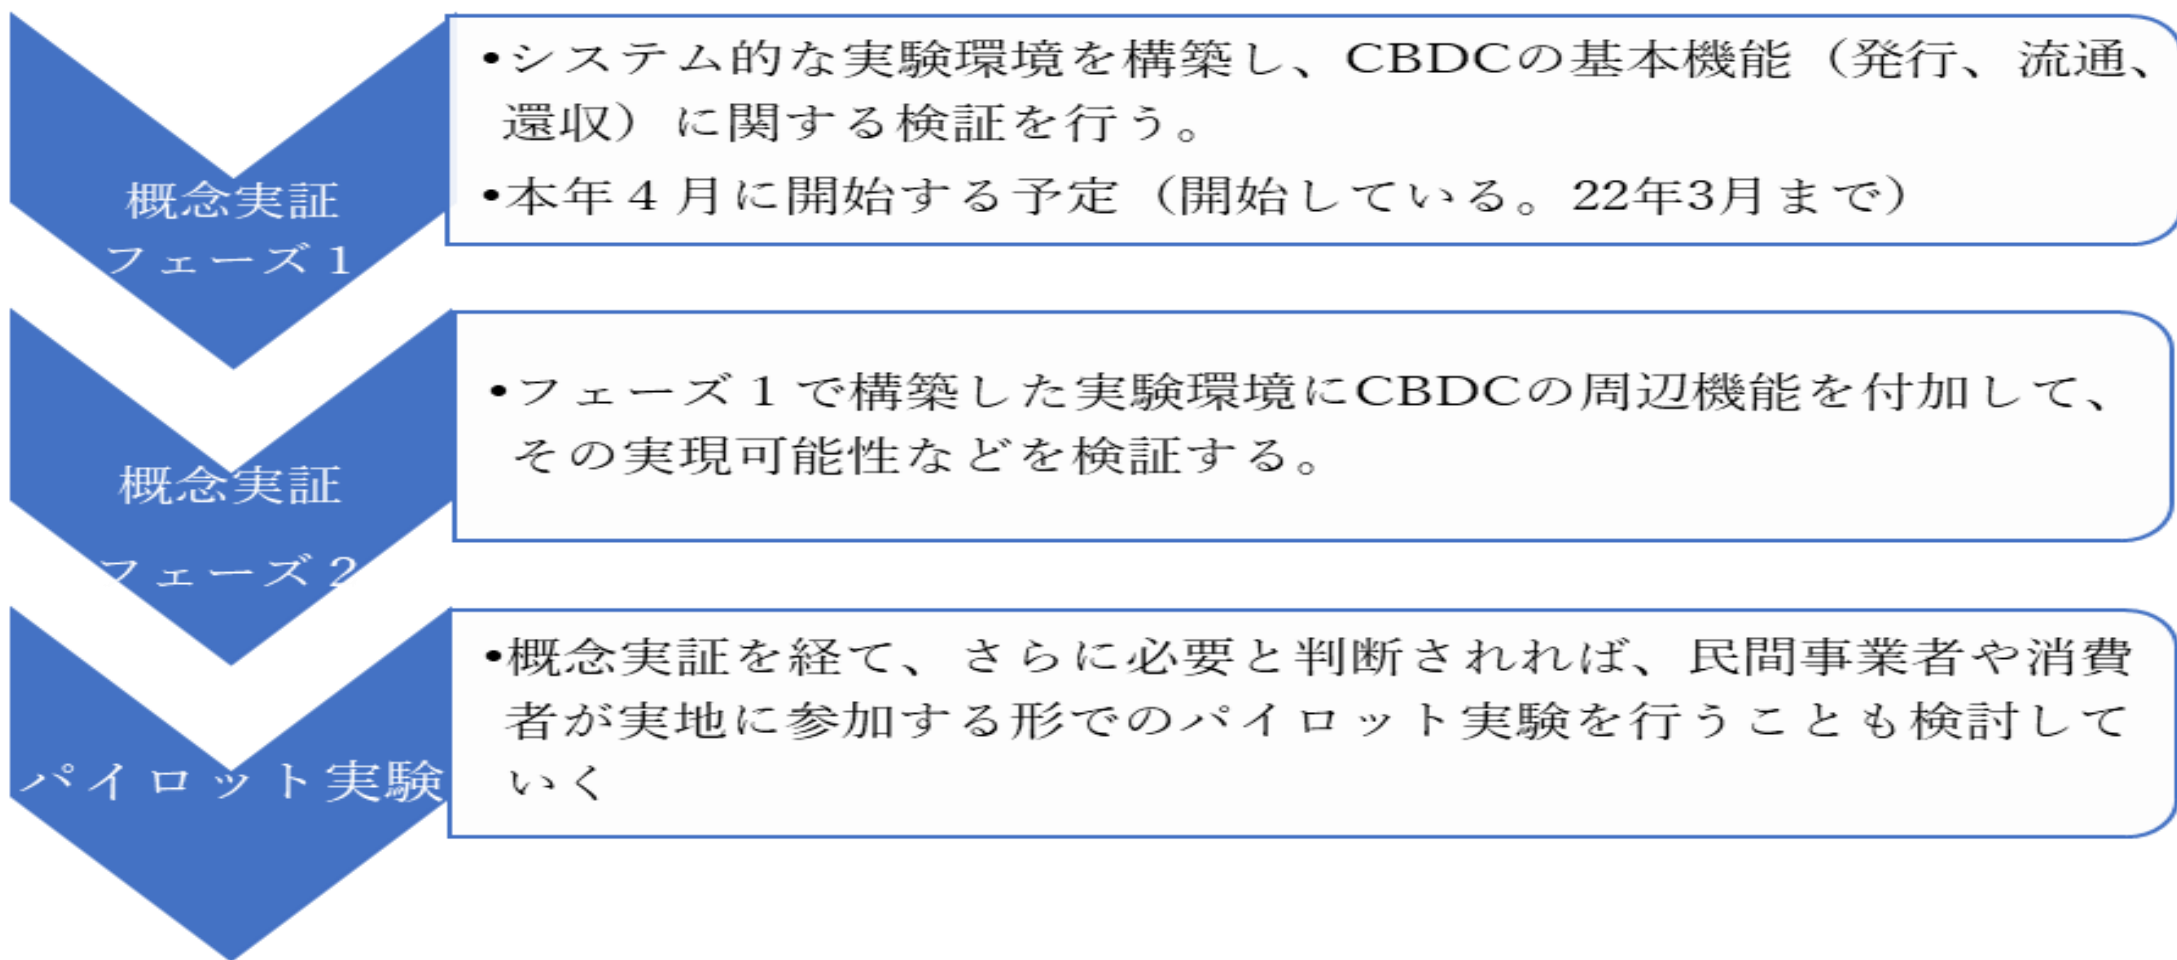 概念実証
フェーズ１
•システム的な実験環境を構築し、CBDCの基本機能（発行、流通、
還収）に関する検証を行う。
•本年４月に開始する予定（開始している。22年3月まで）
概念実証
フェーズ２
•フェーズ１で構築した実験環境にCBDCの周辺機能を付加して、
その実現可能性などを検証する。
パイロット実験
•概念実証を経て、さらに必要と判断されれば、民間事業者や消費
者が実地に参加する形でのパイロット実験を行うことも検討して
いく